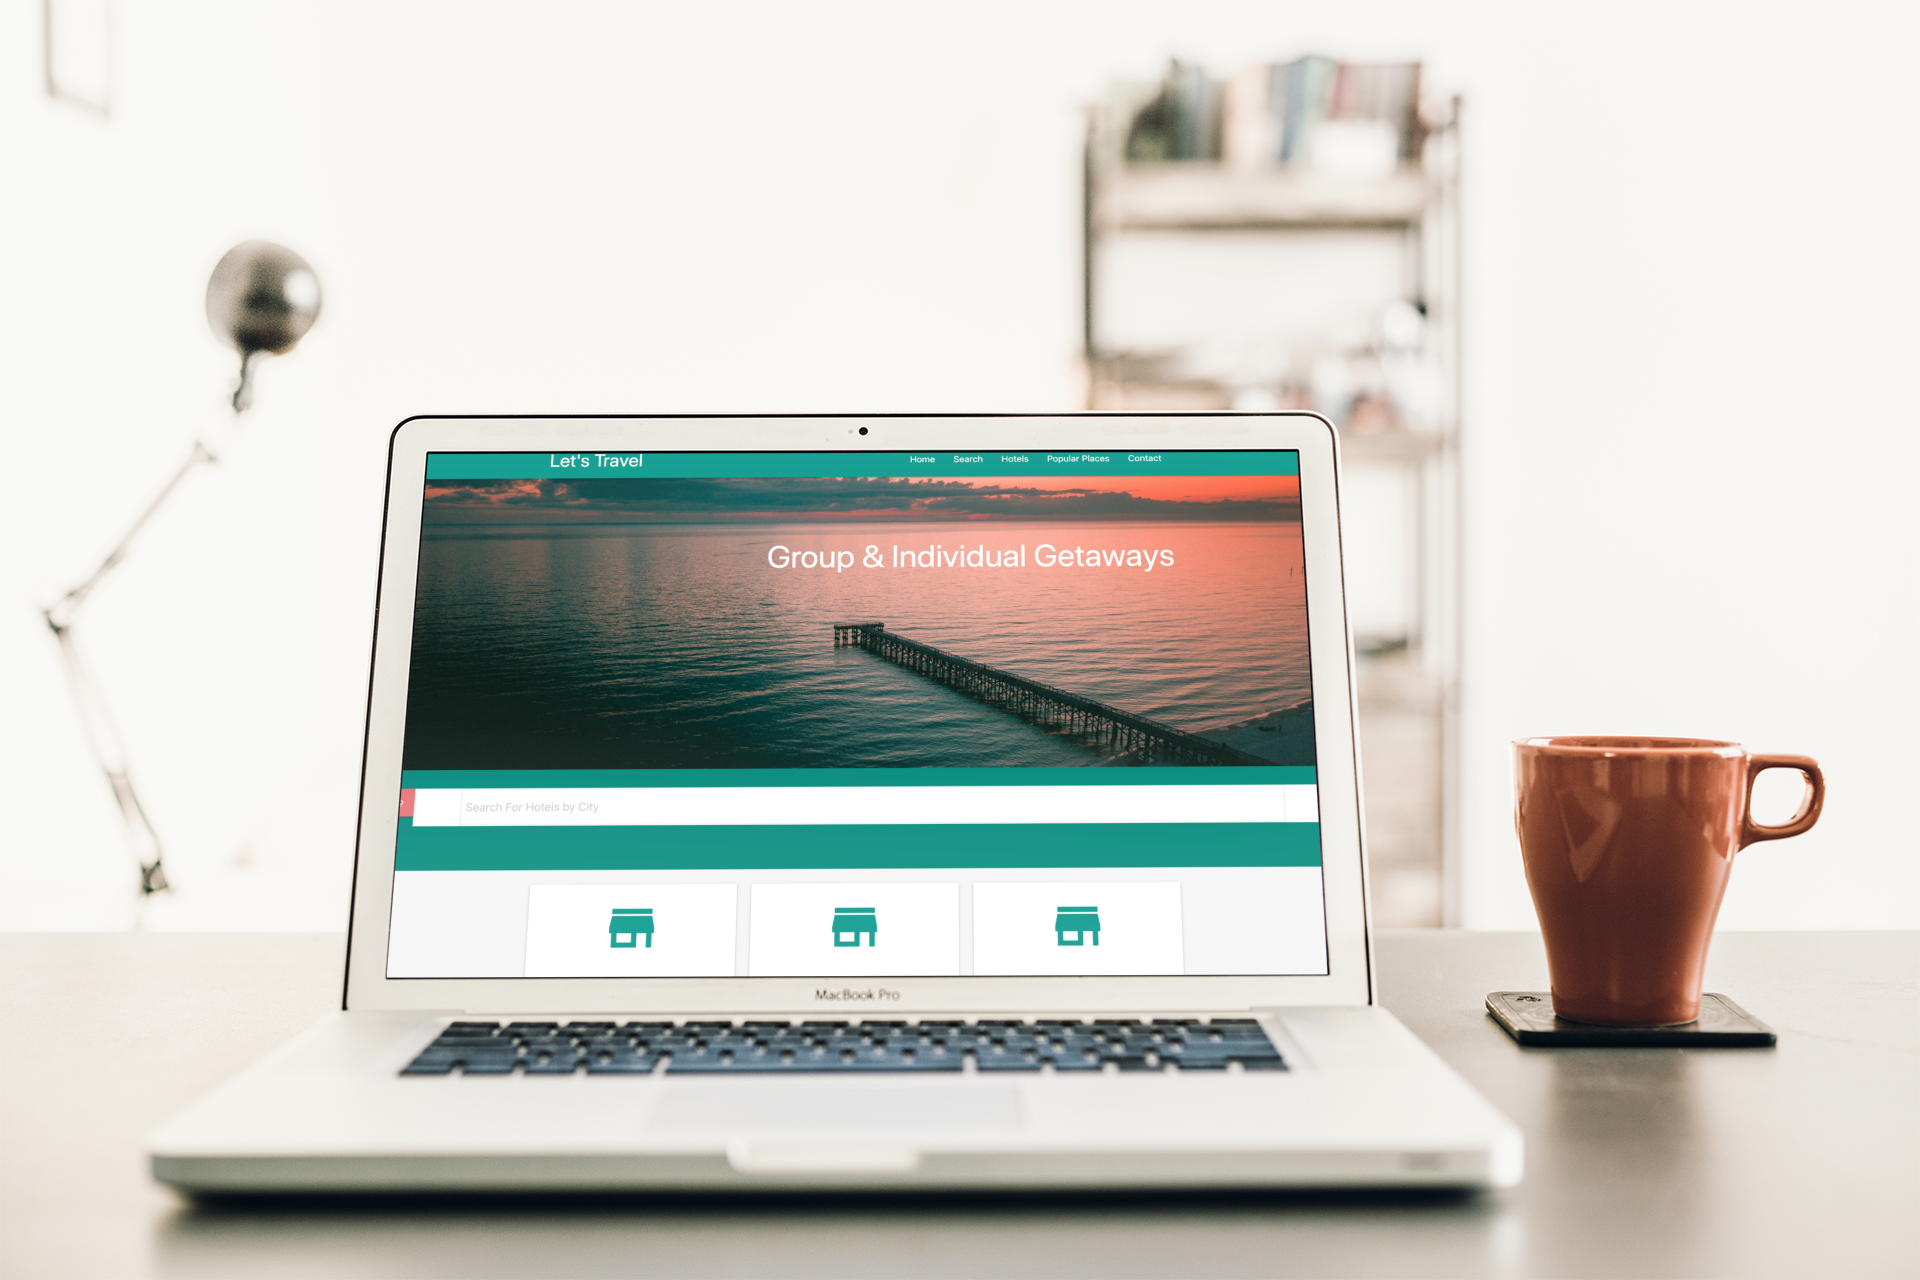 Let's Travel
Home Search Hotels Popular Places Contact
Group & Individual Getaways
Search For Hotels by City
MacBook Pro